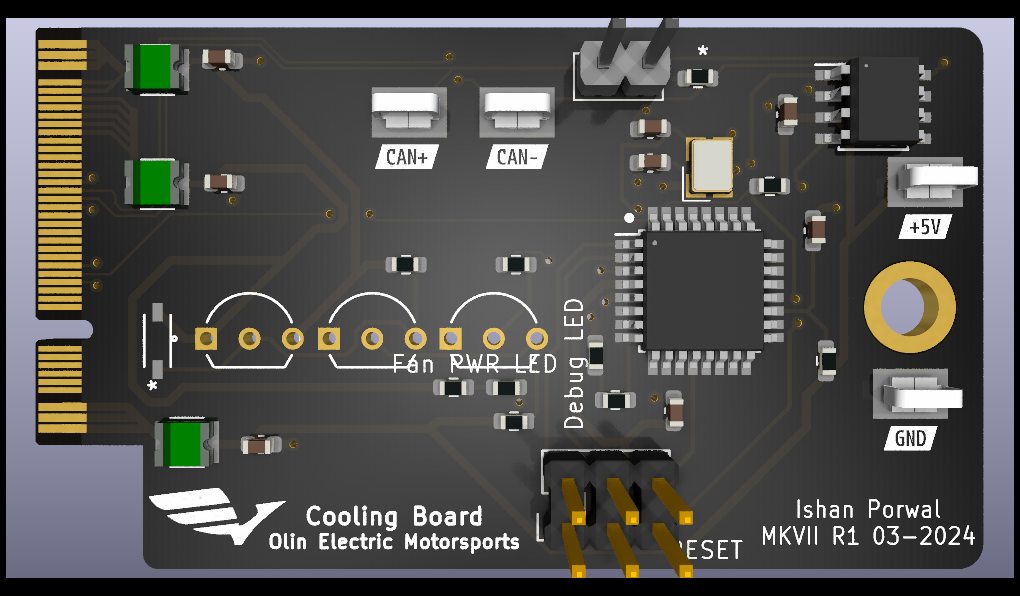 *
CAN+
CAN-
+5V
Debug LED
Fan PWR LED
*
GND
Cooling Board
Olin Electric Motorsports
Ishan Porwal
MKVII R1 03-2024